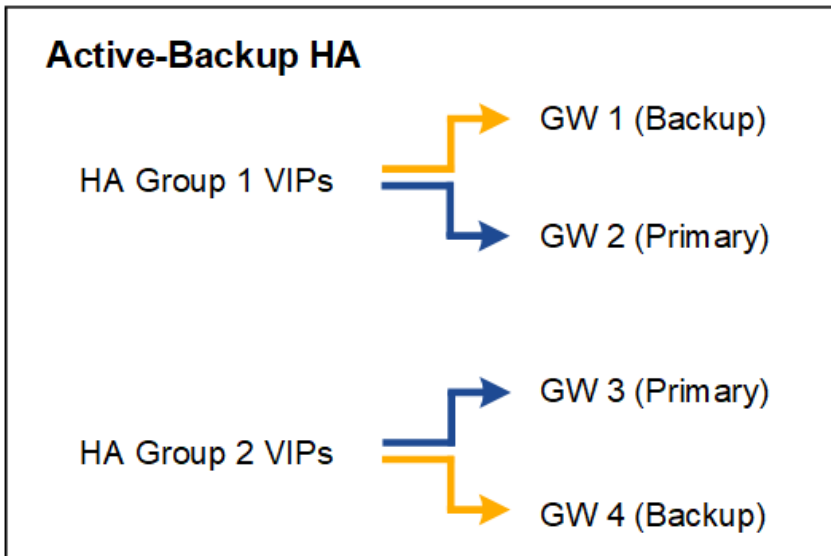 Active-Backup HA
GW 1 (Backup)
HA Group 1 VIPs
GW 2 (Primary)
GW 3 (Primary)
HA Group 2 VIPs
GW 4 (Backup)